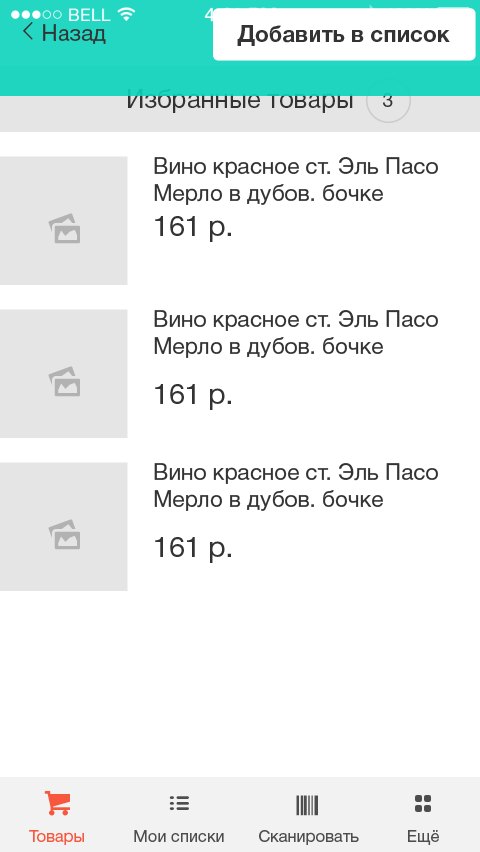 BELL
Назад
Добавить в список
Избранные товары 3
Вино красное ст. Эль Пасо
Мерло в дубов. бочке
161 р.
Вино красное ст. Эль Пасо
Мерло в дубов. бочке
161 р.
Вино красное ст. Эль Пасо
Мерло в дубов. бочке
161 р.
Товары
Мои списки
Сканировать
Ещё